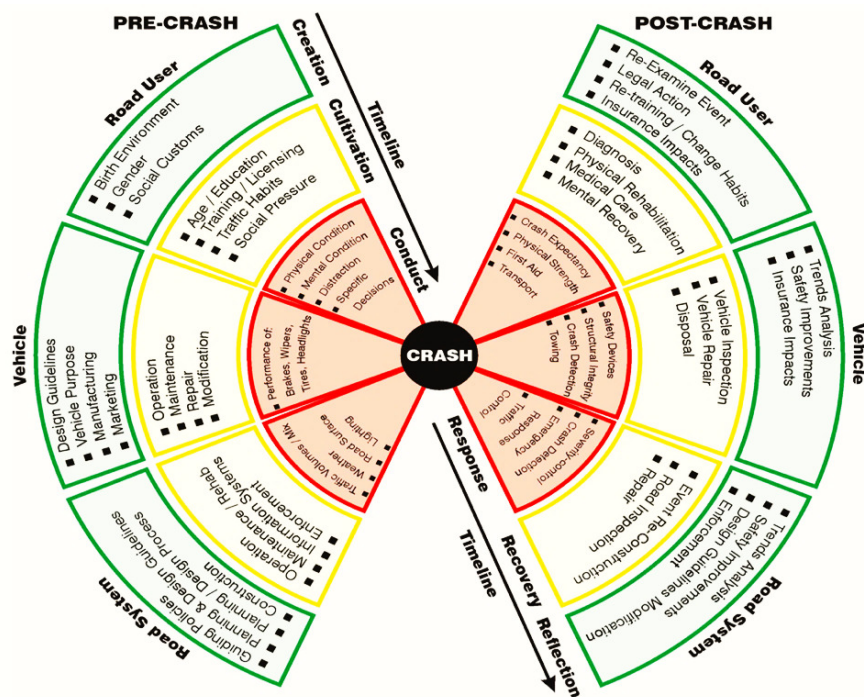 PRE-CRASH
Road User
Birth Environment
Gender
Social Customs
Age / Education
Training / Licensing
Traffic Habits
Social Pressure
Physical Condition
Mental Condition
Distraction
Specific
Decisions
Vehicle
Design Guidelines
Vehicle Purpose
Manufacturing
Marketing
Operation
Maintenance
Repair
Modification
Performance of:
Brakes, Wipers,
Tires, Headlights
Road System
Guiding Policies
Planning & Design Guidelines
Planning / Design Process
Construction
Operation
Maintenance / Rehab
Information Systems
Enforcement
Traffic Volumes / Mix
Weather
Road Surface
Lighting
Creation
Cultivation
Conduct
Timeline
CRASH
Response
Recovery
Reflection
Timeline
POST-CRASH
Road User
Re-Examine Event
Legal Action
Re-training / Change Habits
Insurance Impacts
Diagnosis
Physical Rehabilitation
Medical Care
Mental Recovery
Crash Expectancy
Physical Strength
First Aid
Transport
Vehicle
Trends Analysis
Safety Improvements
Insurance Impacts
Vehicle Inspection
Vehicle Repair
Disposal
Safety Devices
Structural Integrity
Crash Detection
Towing
Road System
Trends Analysis
Safety Improvements
Design Guidelines Modification
Enforcement
Event Re-Construction
Road Inspection
Repair
Severity-control
Crash Detection
Emergency
Response
Traffic
Control